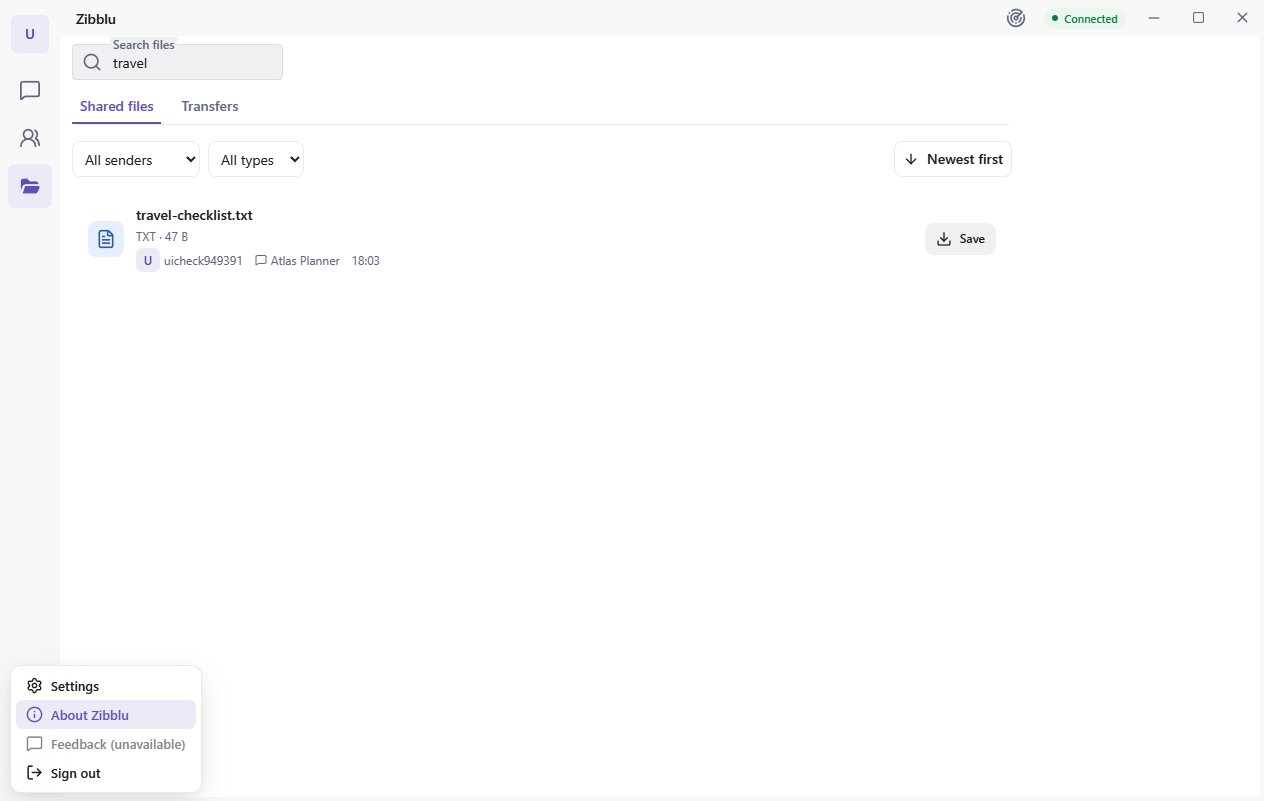 U
Zibblu
Connected
Search files
travel
Shared files
Transfers
All senders
All types
Newest first
travel-checklist.txt
TXT · 47 B
U uicheck949391 Atlas Planner 18:03
Save
Settings
About Zibblu
Feedback (unavailable)
Sign out